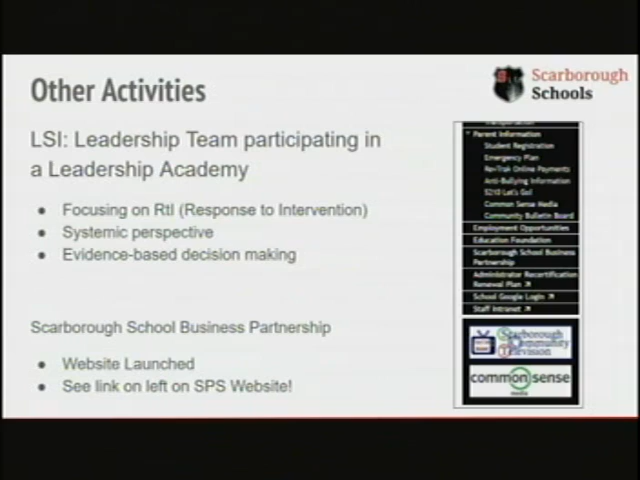 Other Activities
Scarborough
Schools
LSI: Leadership Team participating in
a Leadership Academy
● Focusing on RtI (Response to Intervention)
● Systemic perspective
● Evidence-based decision making
Scarborough School Business Partnership
● Website Launched
● See link on left on SPS Website!
Transportation
Parent Information
Student Registration
Emergency Plan
RevTrak Online Payments
Anti-Bullying Information
5210 Let's Go!
Common Sense Media
Community Bulletin Board
Employment Opportunities
Education Foundation
Scarborough School Business
Partnership
Administrator Recertification
Renewal Plan
School Google Login
Staff Intranet
Scarborough
Community
Television
common sense
media